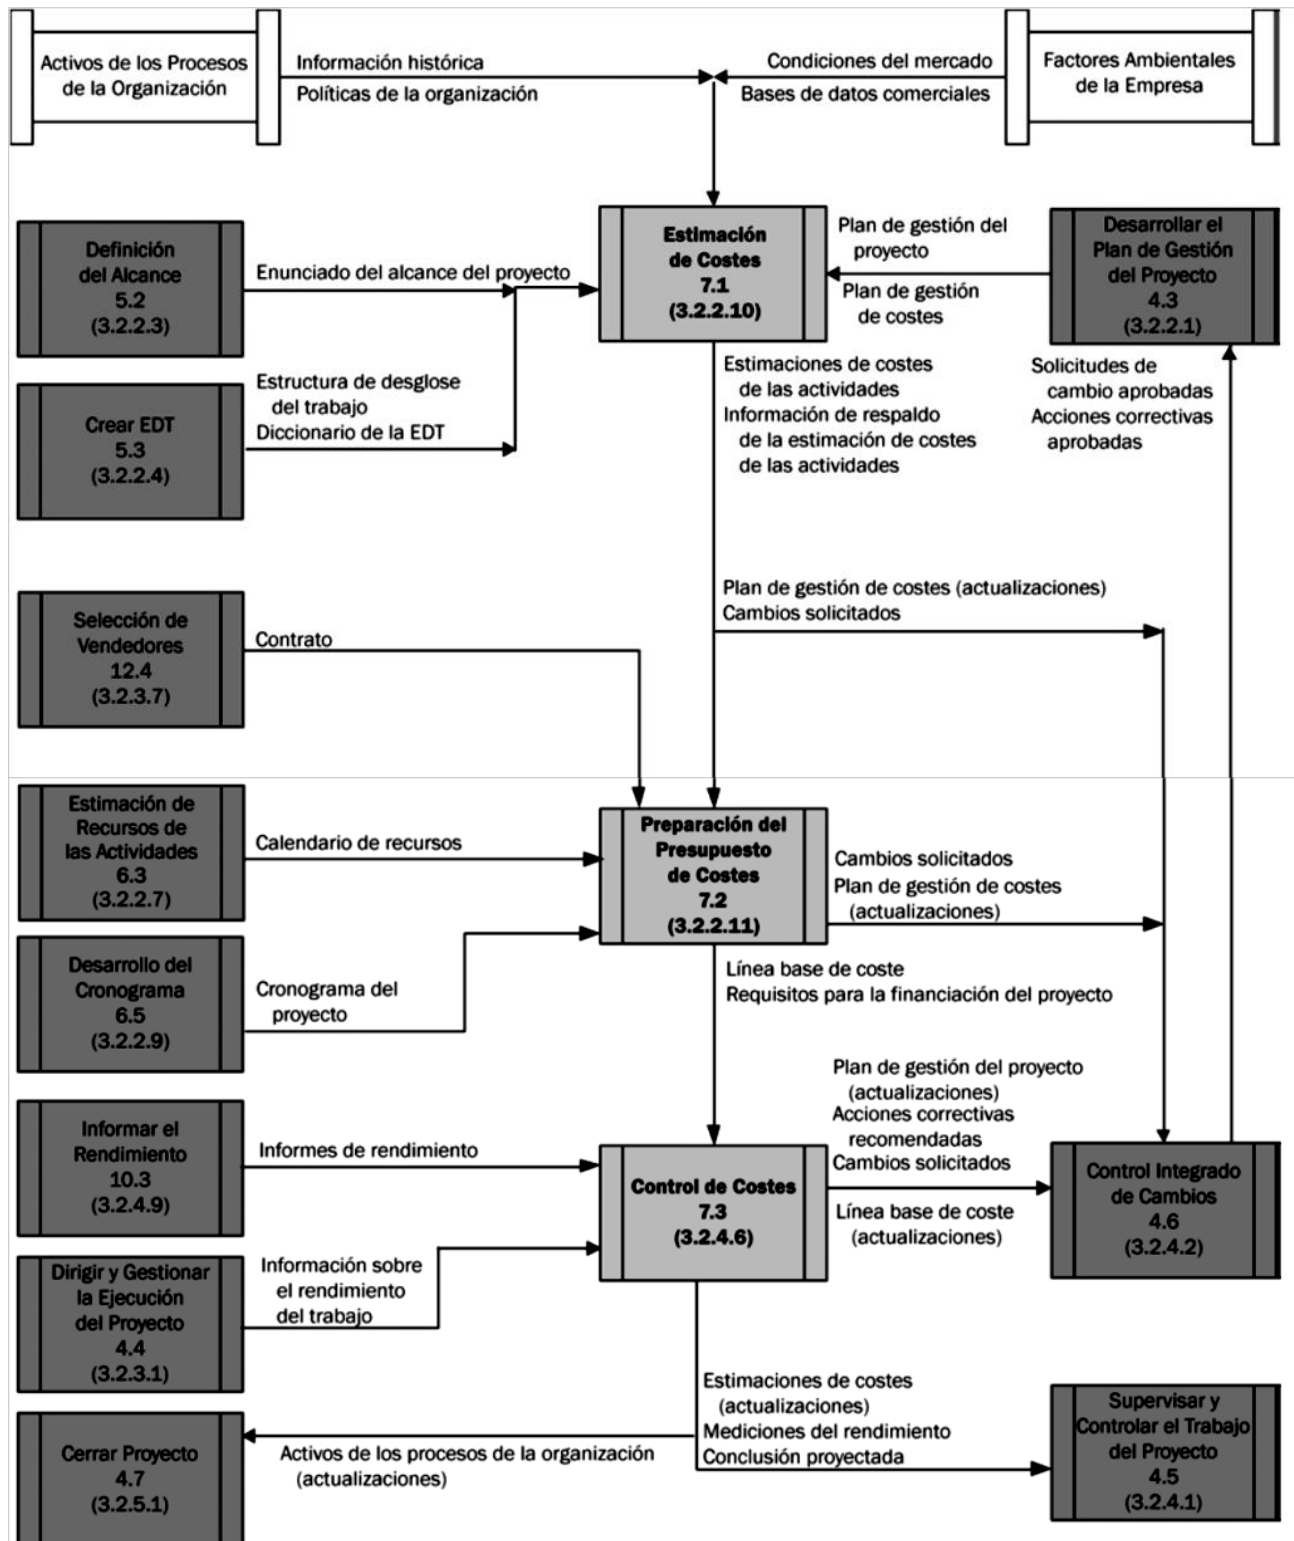 Activos de los Procesos
de la Organización
Información histórica
Políticas de la organización
Condiciones del mercado
Bases de datos comerciales
Factores Ambientales
de la Empresa
Definición
del Alcance
5.2
(3.2.2.3)
Enunciado del alcance del proyecto
Estimación
de Costes
7.1
(3.2.2.10)
Plan de gestión del
proyecto
Plan de gestión
de costes
Desarrollar el
Plan de Gestión
del Proyecto
4.3
(3.2.2.1)
Crear EDT
5.3
(3.2.2.4)
Estructura de desglose
del trabajo
Diccionario de la EDT
Estimaciones de costes
de las actividades
Información de respaldo
de la estimación de costes
de las actividades
Solicitudes de
cambio aprobadas
Acciones correctivas
aprobadas
Selección de
Vendedores
12.4
(3.2.3.7)
Contrato
Plan de gestión de costes (actualizaciones)
Cambios solicitados
Estimación de
Recursos de
las Actividades
6.3
(3.2.2.7)
Calendario de recursos
Preparación del
Presupuesto
de Costes
7.2
(3.2.2.11)
Cambios solicitados
Plan de gestión de costes
(actualizaciones)
Desarrollo del
Cronograma
6.5
(3.2.2.9)
Cronograma del
proyecto
Línea base de coste
Requisitos para la financiación del proyecto
Informar el
Rendimiento
10.3
(3.2.4.9)
Informes de rendimiento
Control de Costes
7.3
(3.2.4.6)
Plan de gestión del proyecto
(actualizaciones)
Acciones correctivas
recomendadas
Cambios solicitados
Línea base de coste
(actualizaciones)
Control Integrado
de Cambios
4.6
(3.2.4.2)
Dirigir y Gestionar
la Ejecución
del Proyecto
4.4
(3.2.3.1)
Información sobre
el rendimiento
del trabajo
Estimaciones de costes
(actualizaciones)
Mediciones del rendimiento
Conclusión proyectada
Supervisar y
Controlar el Trabajo
del Proyecto
4.5
(3.2.4.1)
Cerrar Proyecto
4.7
(3.2.5.1)
Activos de los procesos de la organización
(actualizaciones)